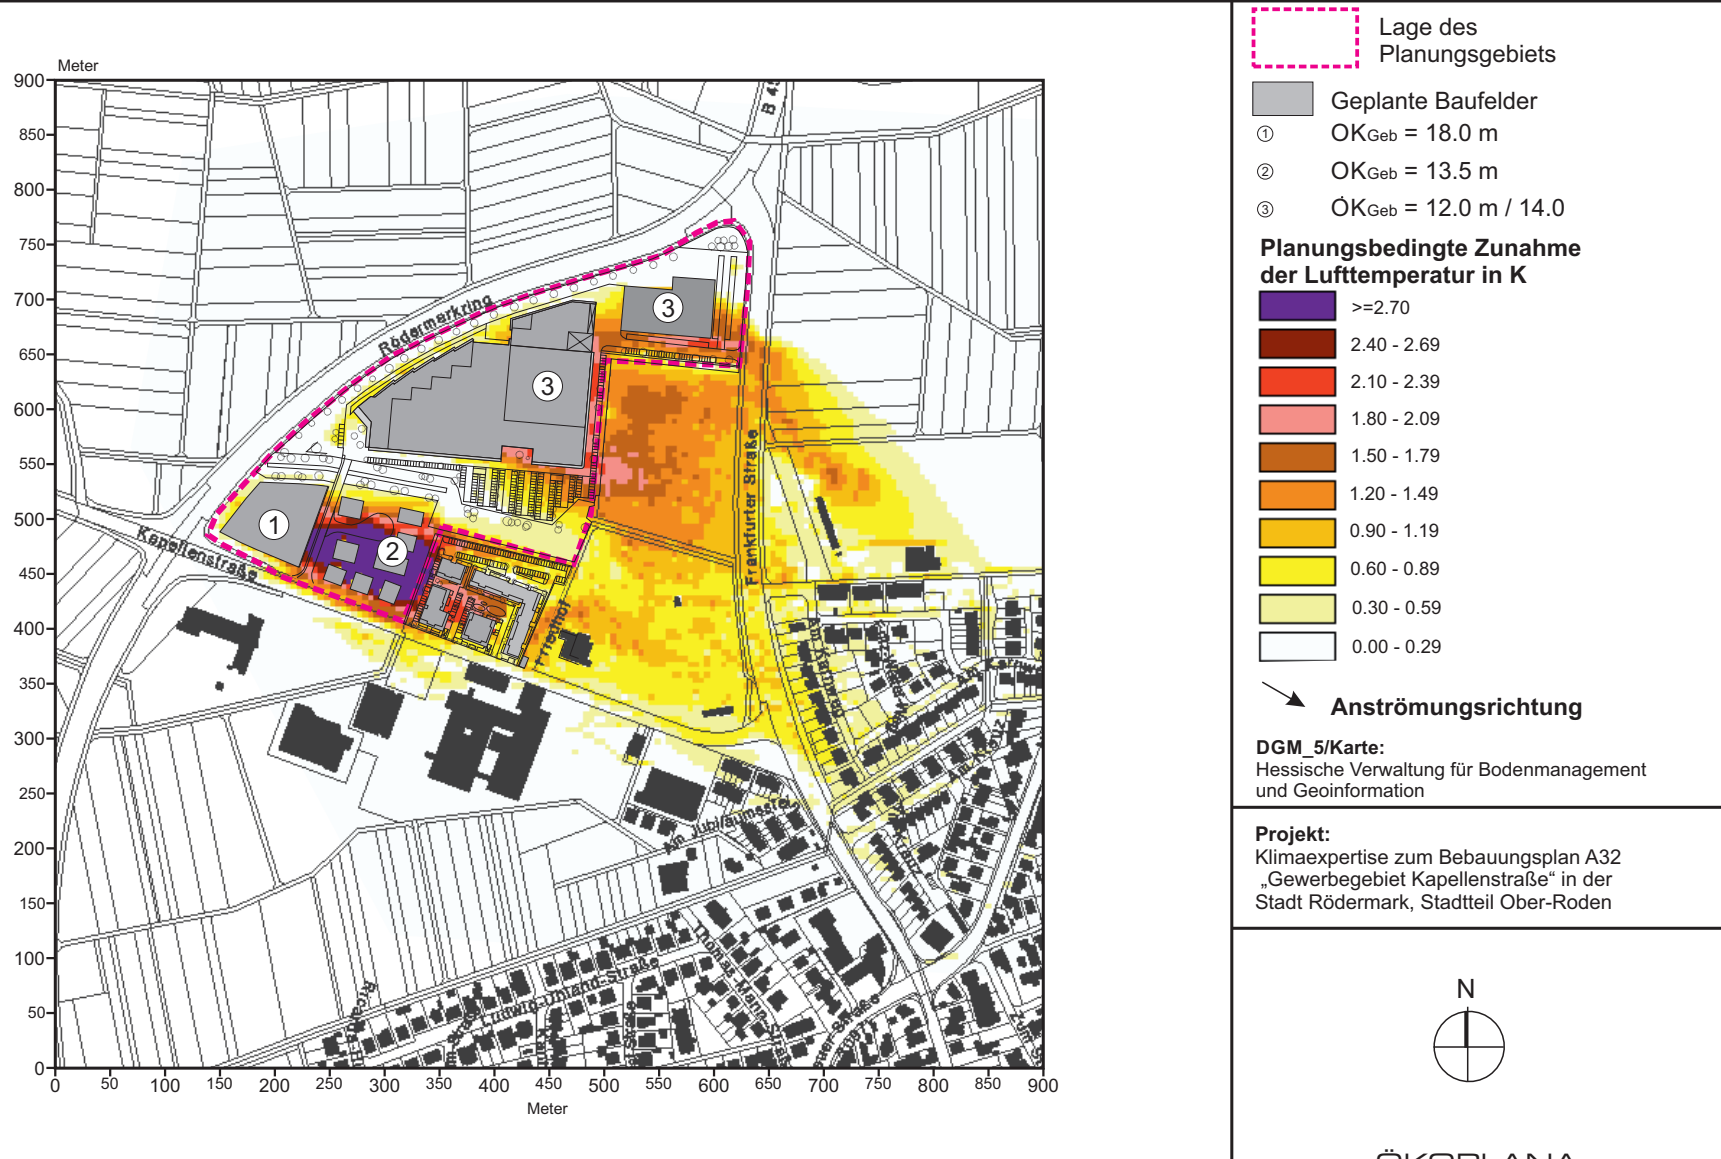 Meter
900
850
800
750
700
650
600
550
500
450
400
350
300
250
200
150
100
50
0
0 50 100 150 200 250 300 350 400 450 500 550 600 650 700 750 800 850 900
Meter
Rödermarkring
Kapellenstraße
Frankfurter Straße
Friedhof
Am Jubiläumsstei
Ludwig-Uhland-Straße
Thomas Mann Straße
1
2
3
3
Lage des
Planungsgebiets
Geplante Baufelder
① OKGeb = 18.0 m
② OKGeb = 13.5 m
③ OKGeb = 12.0 m / 14.0
Planungsbedingte Zunahme
der Lufttemperatur in K
>=2.70
2.40 - 2.69
2.10 - 2.39
1.80 - 2.09
1.50 - 1.79
1.20 - 1.49
0.90 - 1.19
0.60 - 0.89
0.30 - 0.59
0.00 - 0.29
Anströmungsrichtung
DGM_5/Karte:
Hessische Verwaltung für Bodenmanagement
und Geoinformation
Projekt:
Klimaexpertise zum Bebauungsplan A32
„Gewerbegebiet Kapellenstraße“ in der
Stadt Rödermark, Stadtteil Ober-Roden
N
ÖKOPLANA